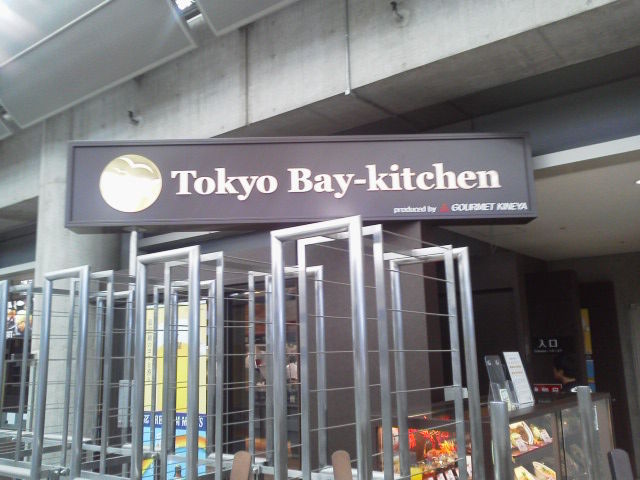 Tokyo Bay-kitchen
produced by GOURMET KINEYA
入口